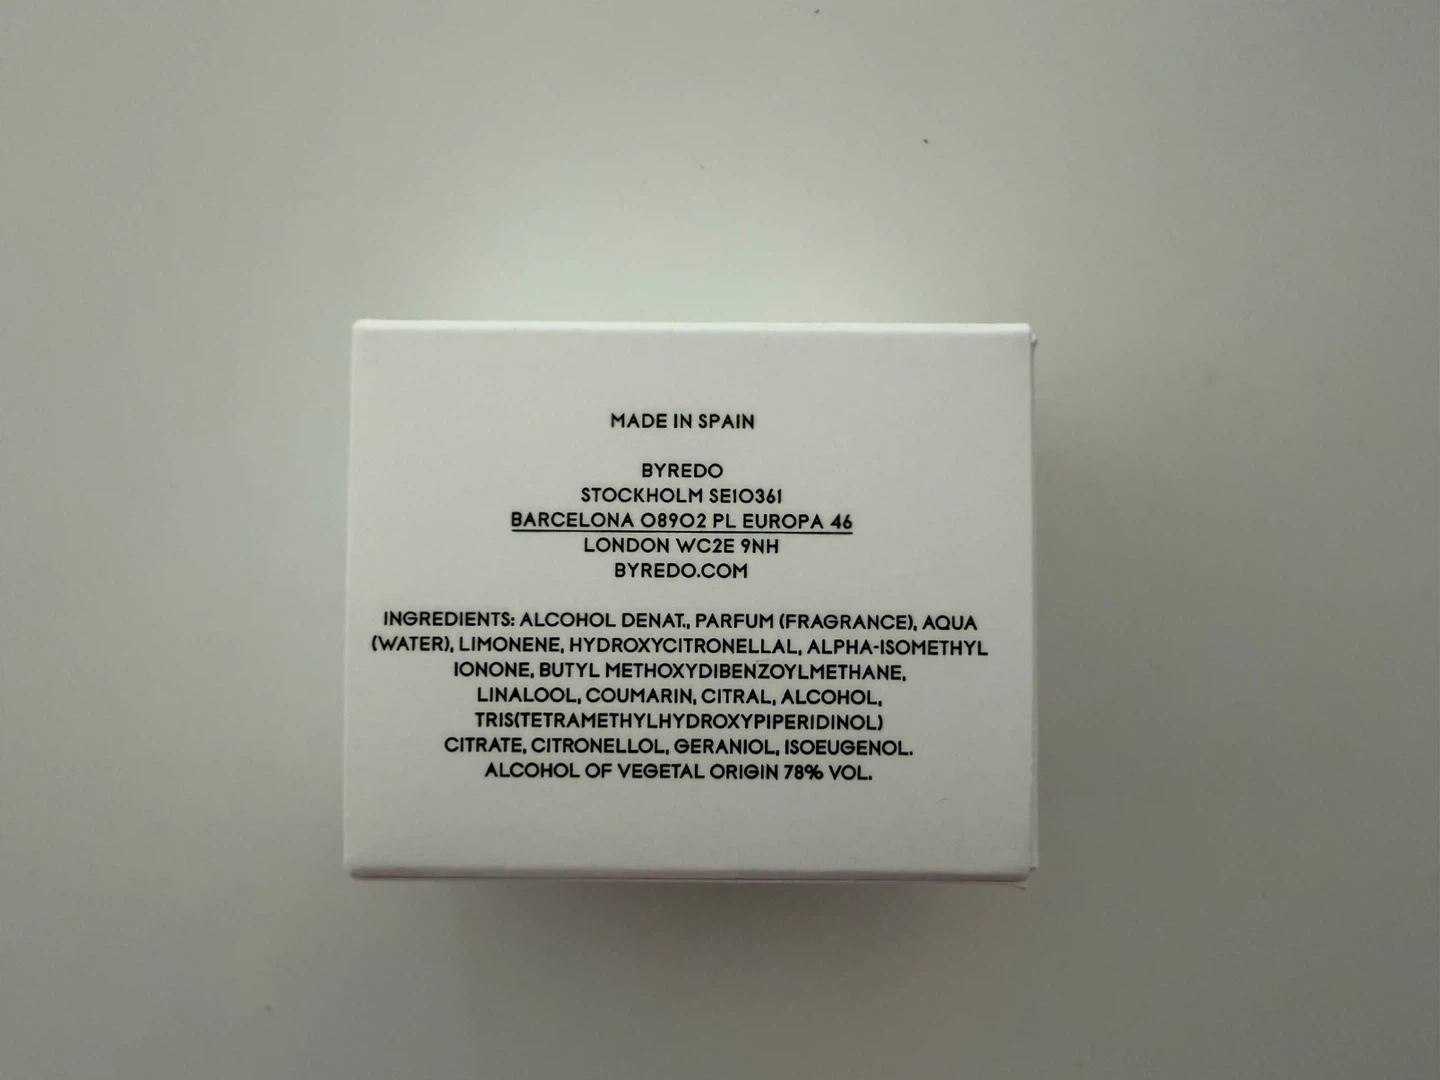 MADE IN SPAIN
BYREDO
STOCKHOLM SE10361
BARCELONA 08902 PL EUROPA 46
LONDON WC2E 9NH
BYREDO.COM
INGREDIENTS: ALCOHOL DENAT., PARFUM (FRAGRANCE), AQUA
(WATER), LIMONENE, HYDROXYCITRONELLAL, ALPHA-ISOMETHYL
IONONE, BUTYL METHOXYDIBENZOYLMETHANE,
LINALOOL, COUMARIN, CITRAL, ALCOHOL,
TRIS(TETRAMETHYLHYDROXYPIPERIDINOL)
CITRATE, CITRONELLOL, GERANIOL, ISOEUGENOL.
ALCOHOL OF VEGETAL ORIGIN 78% VOL.